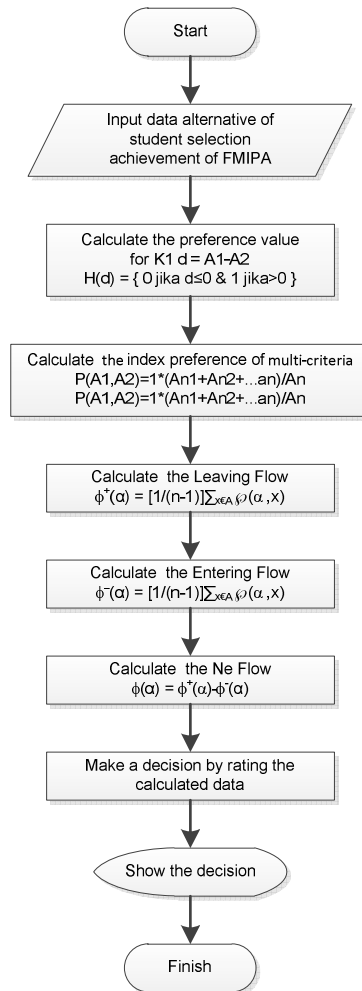 Start
Input data alternative of
student selection
achievement of FMIPA
Calculate the preference value
for K1 d = A1-A2
H(d) = { 0 jika d≤0 & 1 jika>0 }
Calculate the index preference of multi-criteria
P(A1,A2)=1*(An1+An2+...an)/An
P(A1,A2)=1*(An1+An2+...an)/An
Calculate the Leaving Flow
ϕ⁺(α) = [1/(n-1)]∑xϵA ℘(α,x)
Calculate the Entering Flow
ϕ⁻(α) = [1/(n-1)]∑xϵA ℘(α,x)
Calculate the Ne Flow
ϕ(α) = ϕ⁺(α)-ϕ⁻(α)
Make a decision by rating the
calculated data
Show the decision
Finish